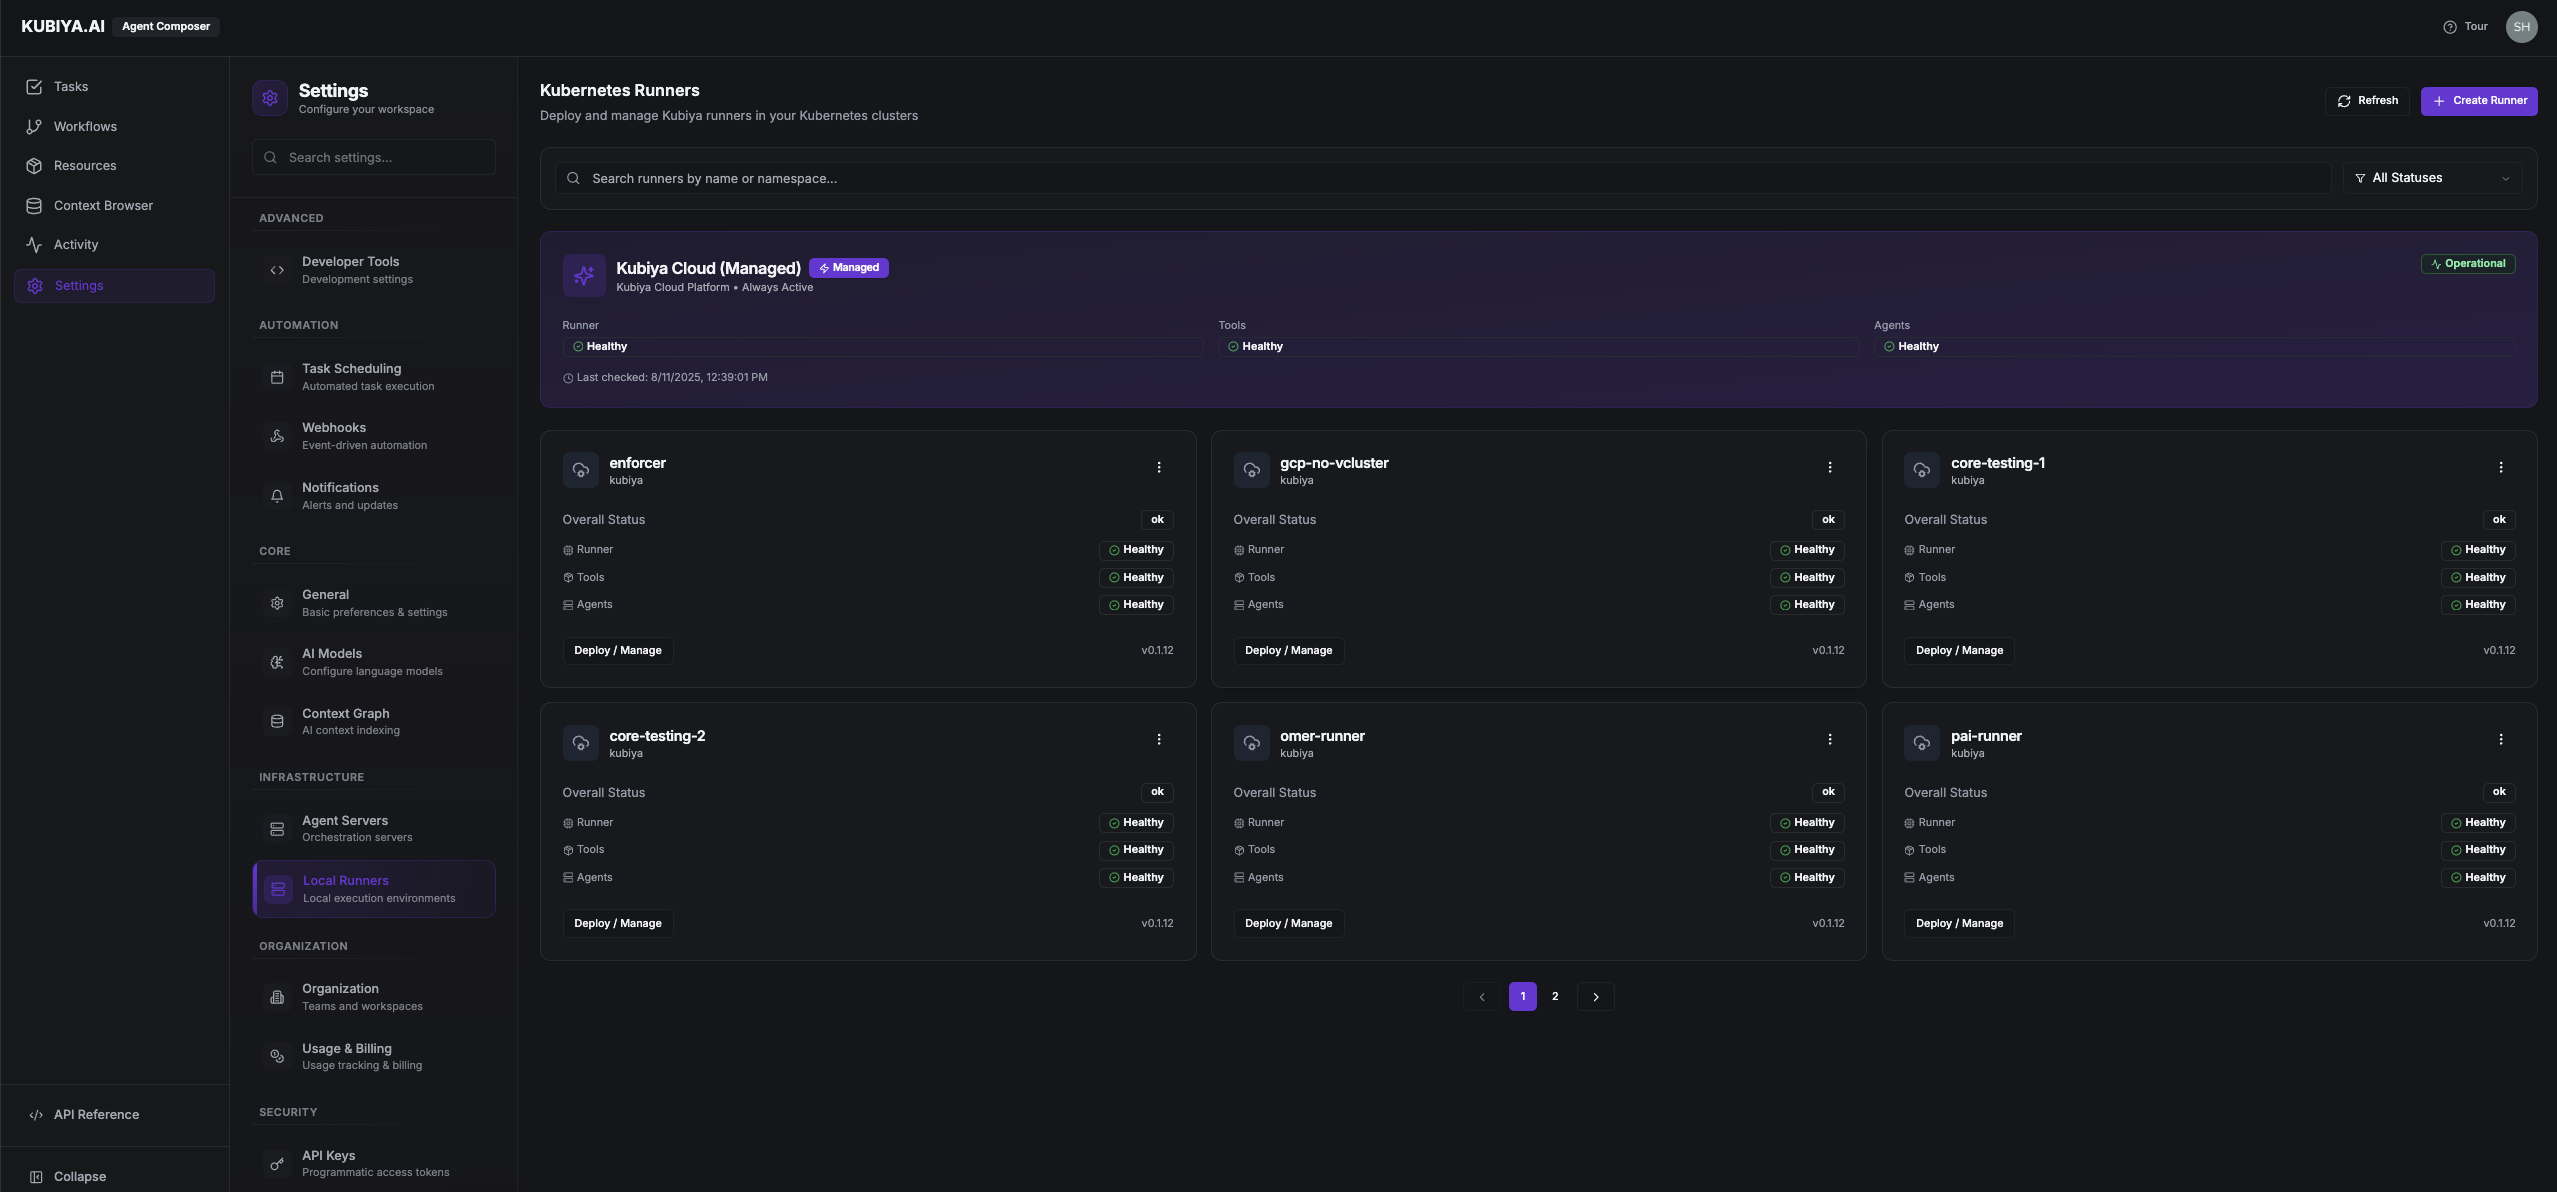 KUBIYA.AI Agent Composer
Tour SH
Tasks
Workflows
Resources
Context Browser
Activity
Settings
API Reference
Collapse
Settings
Configure your workspace
Search settings...
ADVANCED
Developer Tools
Development settings
AUTOMATION
Task Scheduling
Automated task execution
Webhooks
Event-driven automation
Notifications
Alerts and updates
CORE
General
Basic preferences & settings
AI Models
Configure language models
Context Graph
AI context indexing
INFRASTRUCTURE
Agent Servers
Orchestration servers
Local Runners
Local execution environments
ORGANIZATION
Organization
Teams and workspaces
Usage & Billing
Usage tracking & billing
SECURITY
API Keys
Programmatic access tokens
Kubernetes Runners
Deploy and manage Kubiya runners in your Kubernetes clusters
Refresh
Create Runner
Search runners by name or namespace...
All Statuses
Kubiya Cloud (Managed) Managed
Kubiya Cloud Platform • Always Active
Operational
Runner
Healthy
Tools
Healthy
Agents
Healthy
Last checked: 8/11/2025, 12:39:01 PM
enforcer
kubiya
Overall Status ok
Runner Healthy
Tools Healthy
Agents Healthy
Deploy / Manage v0.1.12
gcp-no-vcluster
kubiya
Overall Status ok
Runner Healthy
Tools Healthy
Agents Healthy
Deploy / Manage v0.1.12
core-testing-1
kubiya
Overall Status ok
Runner Healthy
Tools Healthy
Agents Healthy
Deploy / Manage v0.1.12
core-testing-2
kubiya
Overall Status ok
Runner Healthy
Tools Healthy
Agents Healthy
Deploy / Manage v0.1.12
omer-runner
kubiya
Overall Status ok
Runner Healthy
Tools Healthy
Agents Healthy
Deploy / Manage v0.1.12
pai-runner
kubiya
Overall Status ok
Runner Healthy
Tools Healthy
Agents Healthy
Deploy / Manage v0.1.12
1 2